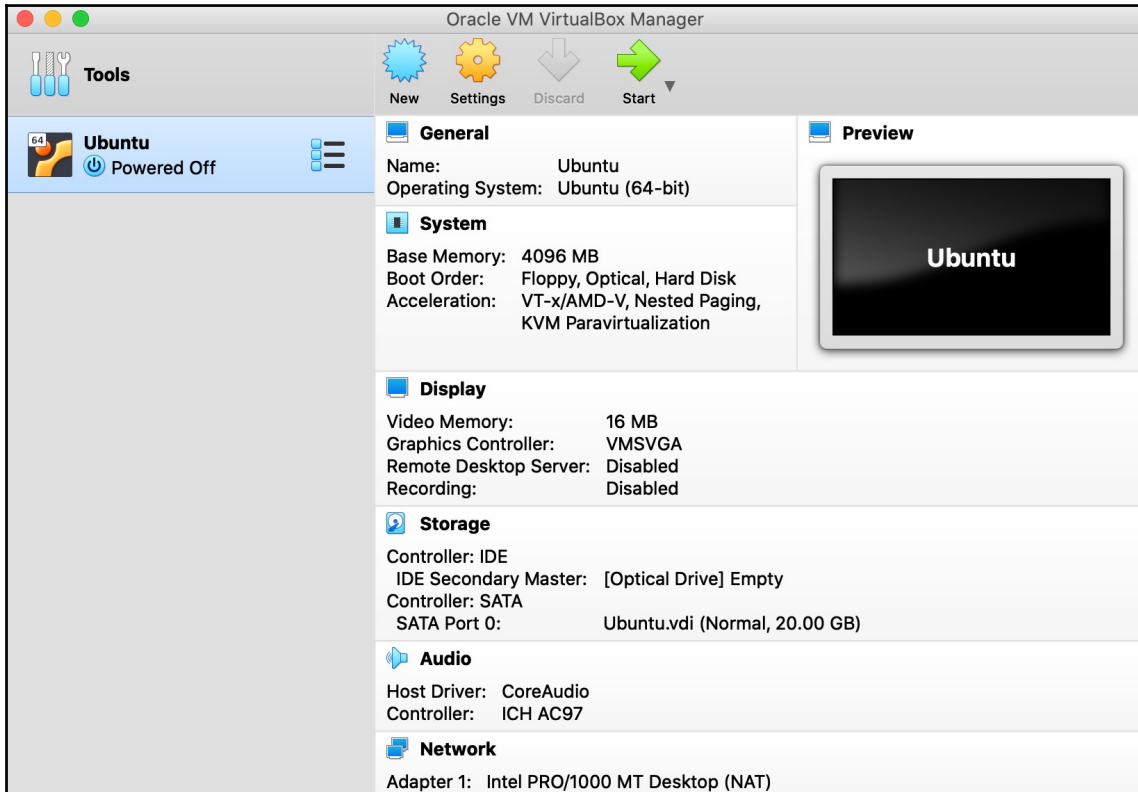 Oracle VM VirtualBox Manager
Tools
New Settings Discard Start
64
Ubuntu
Powered Off
General
Name: Ubuntu
Operating System: Ubuntu (64-bit)
Preview
Ubuntu
System
Base Memory: 4096 MB
Boot Order: Floppy, Optical, Hard Disk
Acceleration: VT-x/AMD-V, Nested Paging,
KVM Paravirtualization
Display
Video Memory: 16 MB
Graphics Controller: VMSVGA
Remote Desktop Server: Disabled
Recording: Disabled
Storage
Controller: IDE
IDE Secondary Master: [Optical Drive] Empty
Controller: SATA
SATA Port 0: Ubuntu.vdi (Normal, 20.00 GB)
Audio
Host Driver: CoreAudio
Controller: ICH AC97
Network
Adapter 1: Intel PRO/1000 MT Desktop (NAT)